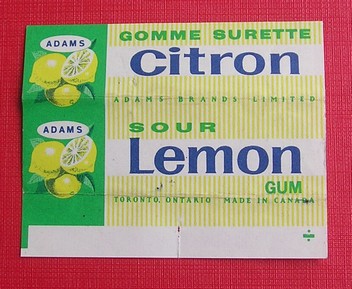 ADAMS
GOMME SURETTE
Citron
ADAMS BRANDS LIMITED
ADAMS
SOUR
Lemon
GUM
TORONTO, ONTARIO MADE IN CANADA